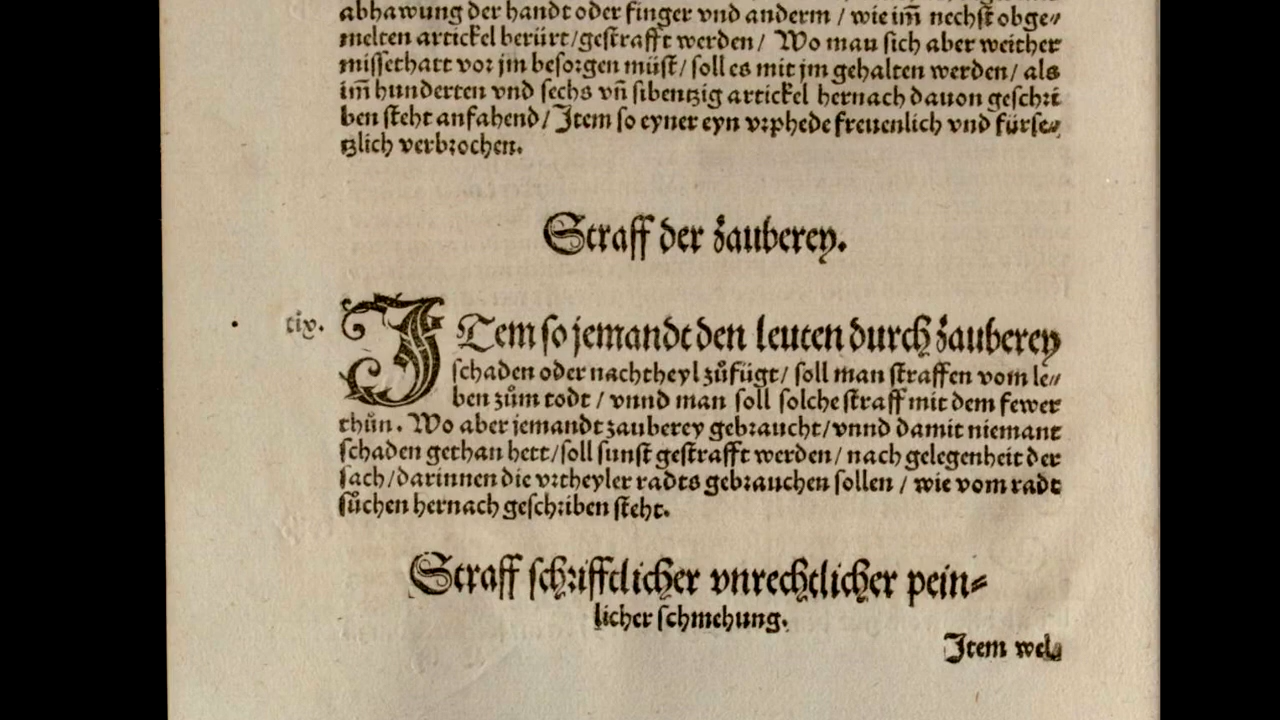 abhawung der handt oder finger vnd anderm / wie im̃ nechst obge⸗
melten artickel berürt/gestrafft werden/ Wo man sich aber weither
missethatt vor jm besorgen müst/ soll es mit jm gehalten werden/ als
im̃ hunderten vnd sechs vñ sibentzig artickel hernach dauon geschri
ben steht anfahend/ Item so eyner eyn vrphede freuenlich vnd fürse⸗
tzlich verbrochen.
Straff der zauberey.
cix.
ITem so jemandt den leuten durch zauberey
schaden oder nachtheyl zůfügt/ soll man straffen vom le⸗
ben zům todt / vnnd man soll solche straff mit dem fewer
thůn. Wo aber jemandt zauberey gebraucht/vnnd damit niemant
schaden gethan hett/soll sunst gestrafft werden/ nach gelegenheit der
sach/darinnen die vrtheyler radts gebrauchen sollen / wie vom radt
sůchen hernach geschriben steht.
Straff schrifftlicher vnrechtlicher pein⸗
licher schmehung.
Item wel⸗